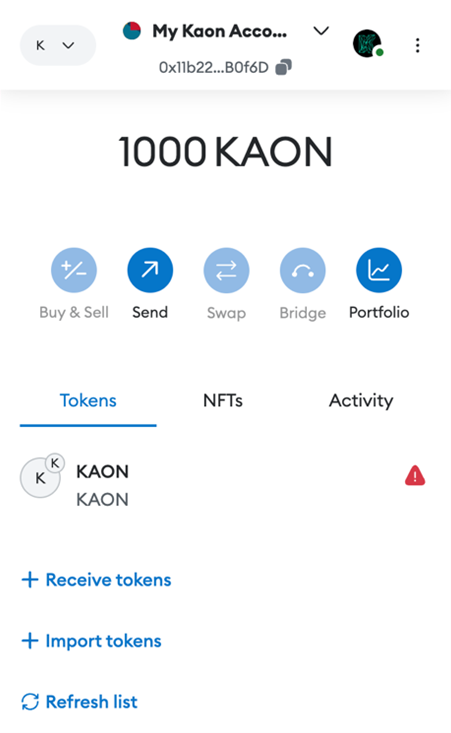 K
My Kaon Acco...
0x11b22...B0f6D
1000 KAON
Buy & Sell
Send
Swap
Bridge
Portfolio
Tokens
NFTs
Activity
K
K
KAON
KAON
Receive tokens
Import tokens
Refresh list